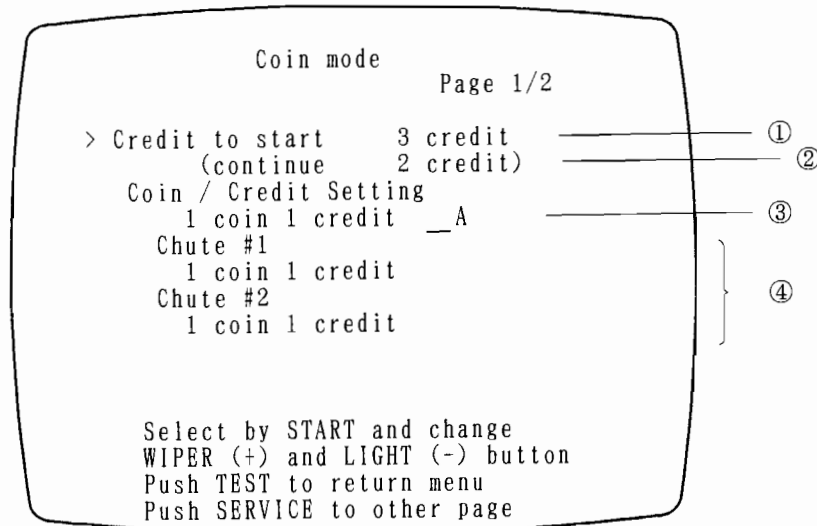 Coin mode
Page 1/2
> Credit to start 3 credit ①
(continue 2 credit) ②
Coin / Credit Setting
1 coin 1 credit __A ③
Chute #1
1 coin 1 credit
Chute #2
1 coin 1 credit
④
Select by START and change
WIPER (+) and LIGHT (-) button
Push TEST to return menu
Push SERVICE to other page